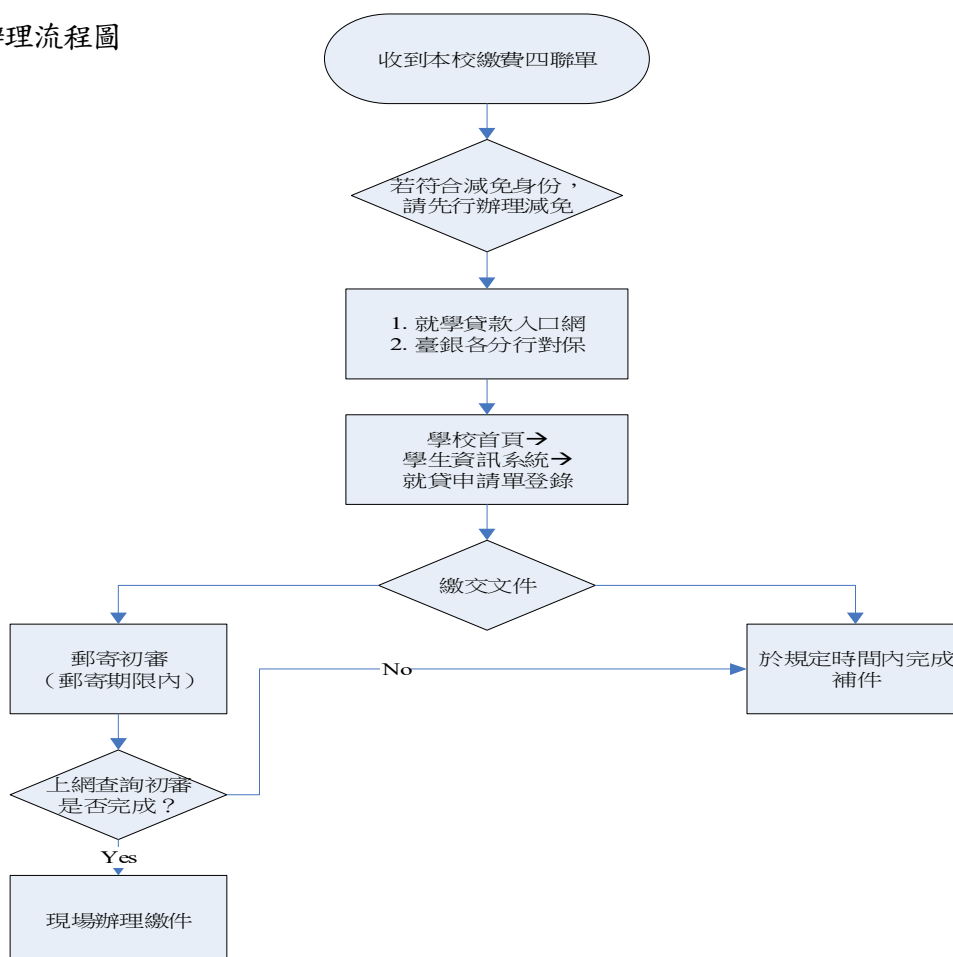 理流程圖
收到本校繳費四聯單
若符合減免身份，
請先行辦理減免
1. 就學貸款入口網
2. 臺銀各分行對保
學校首頁→
學生資訊系統→
就貸申請單登錄
繳交文件
郵寄初審
（郵寄期限內）
No
於規定時間內完成
補件
上網查詢初審
是否完成？
Yes
現場辦理繳件